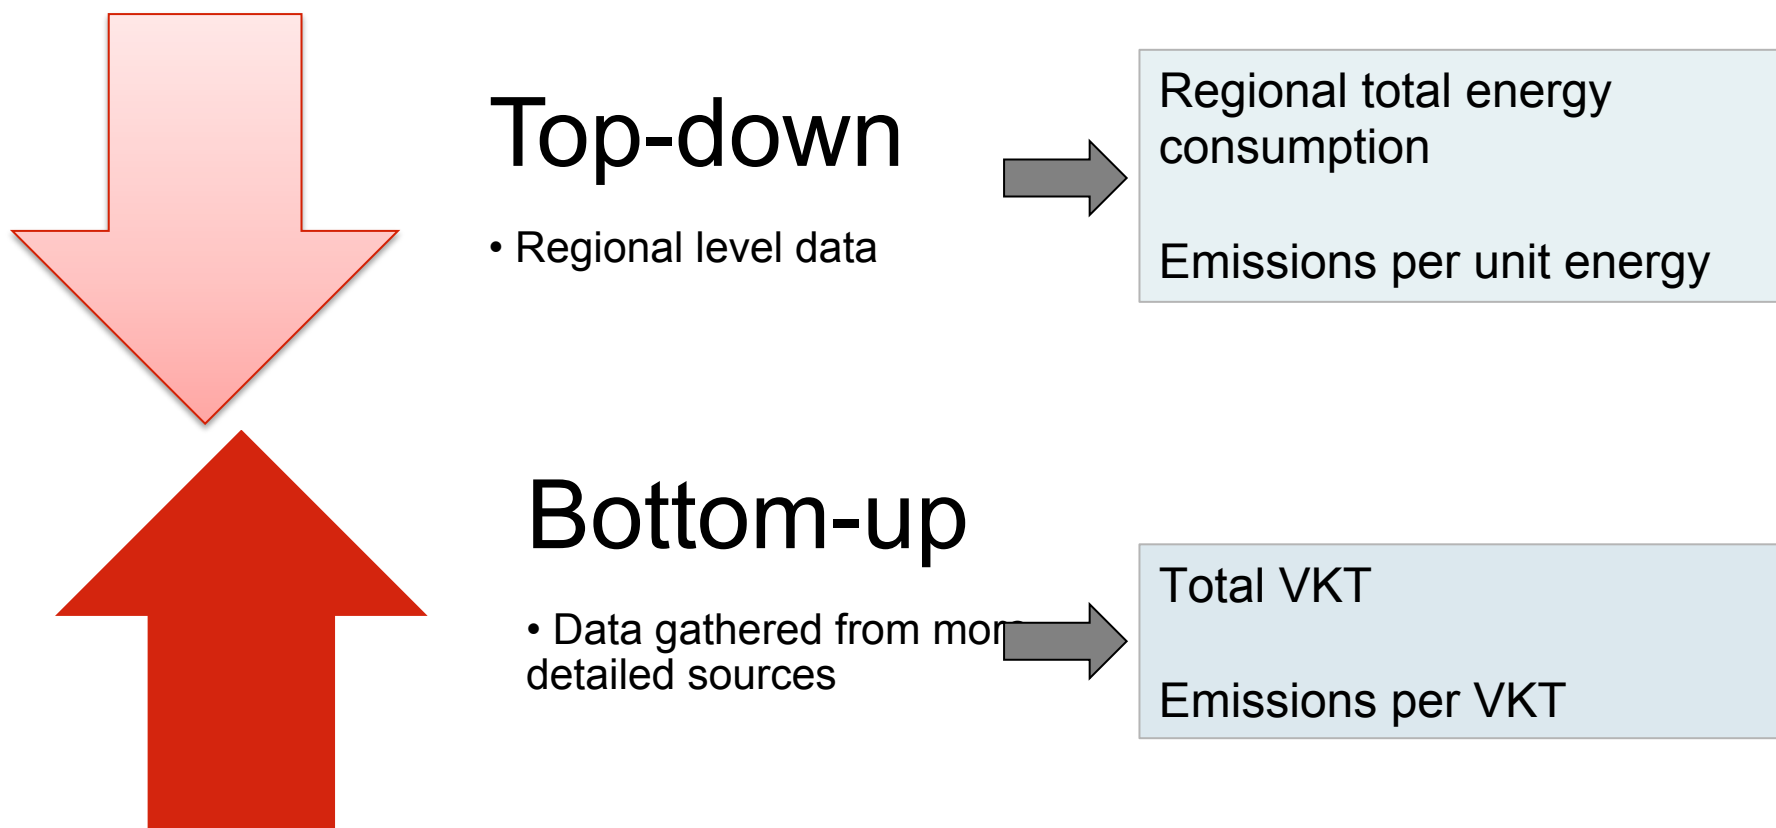 Top-down
• Regional level data
Regional total energy
consumption
Emissions per unit energy
Bottom-up
• Data gathered from more
detailed sources
Total VKT
Emissions per VKT